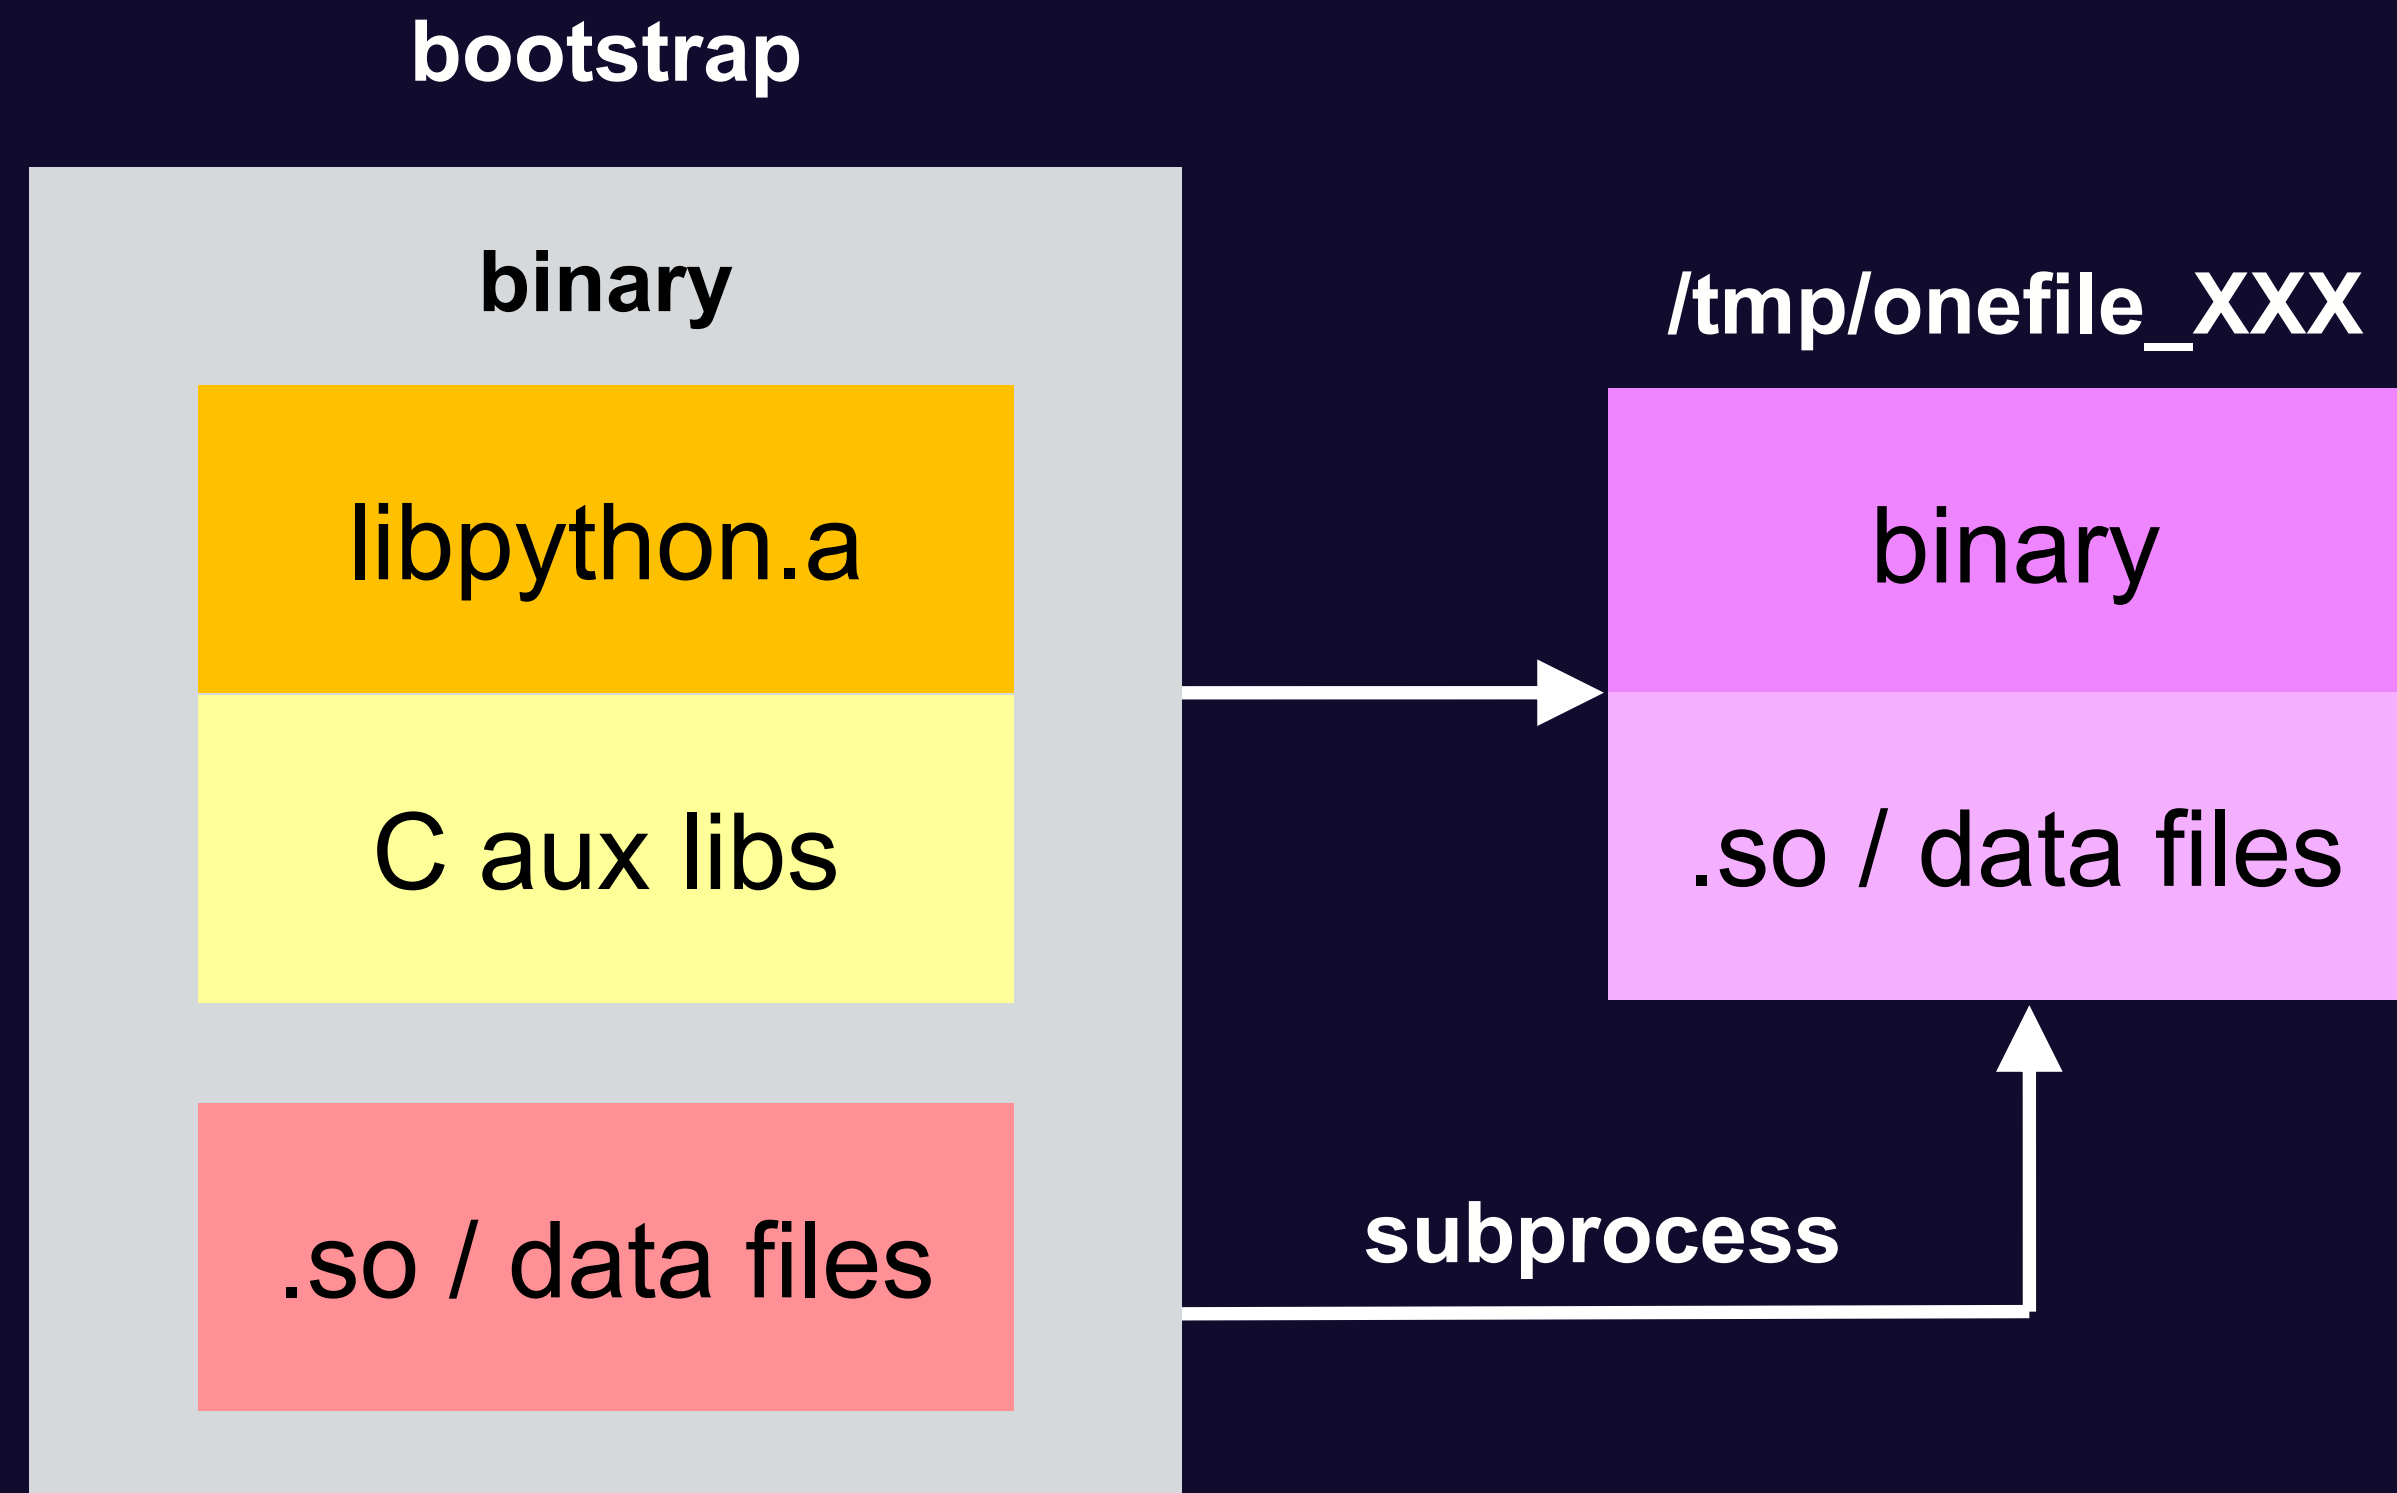 bootstrap
binary
libpython.a
C aux libs
.so / data files
/tmp/onefile_XXX
binary
.so / data files
subprocess